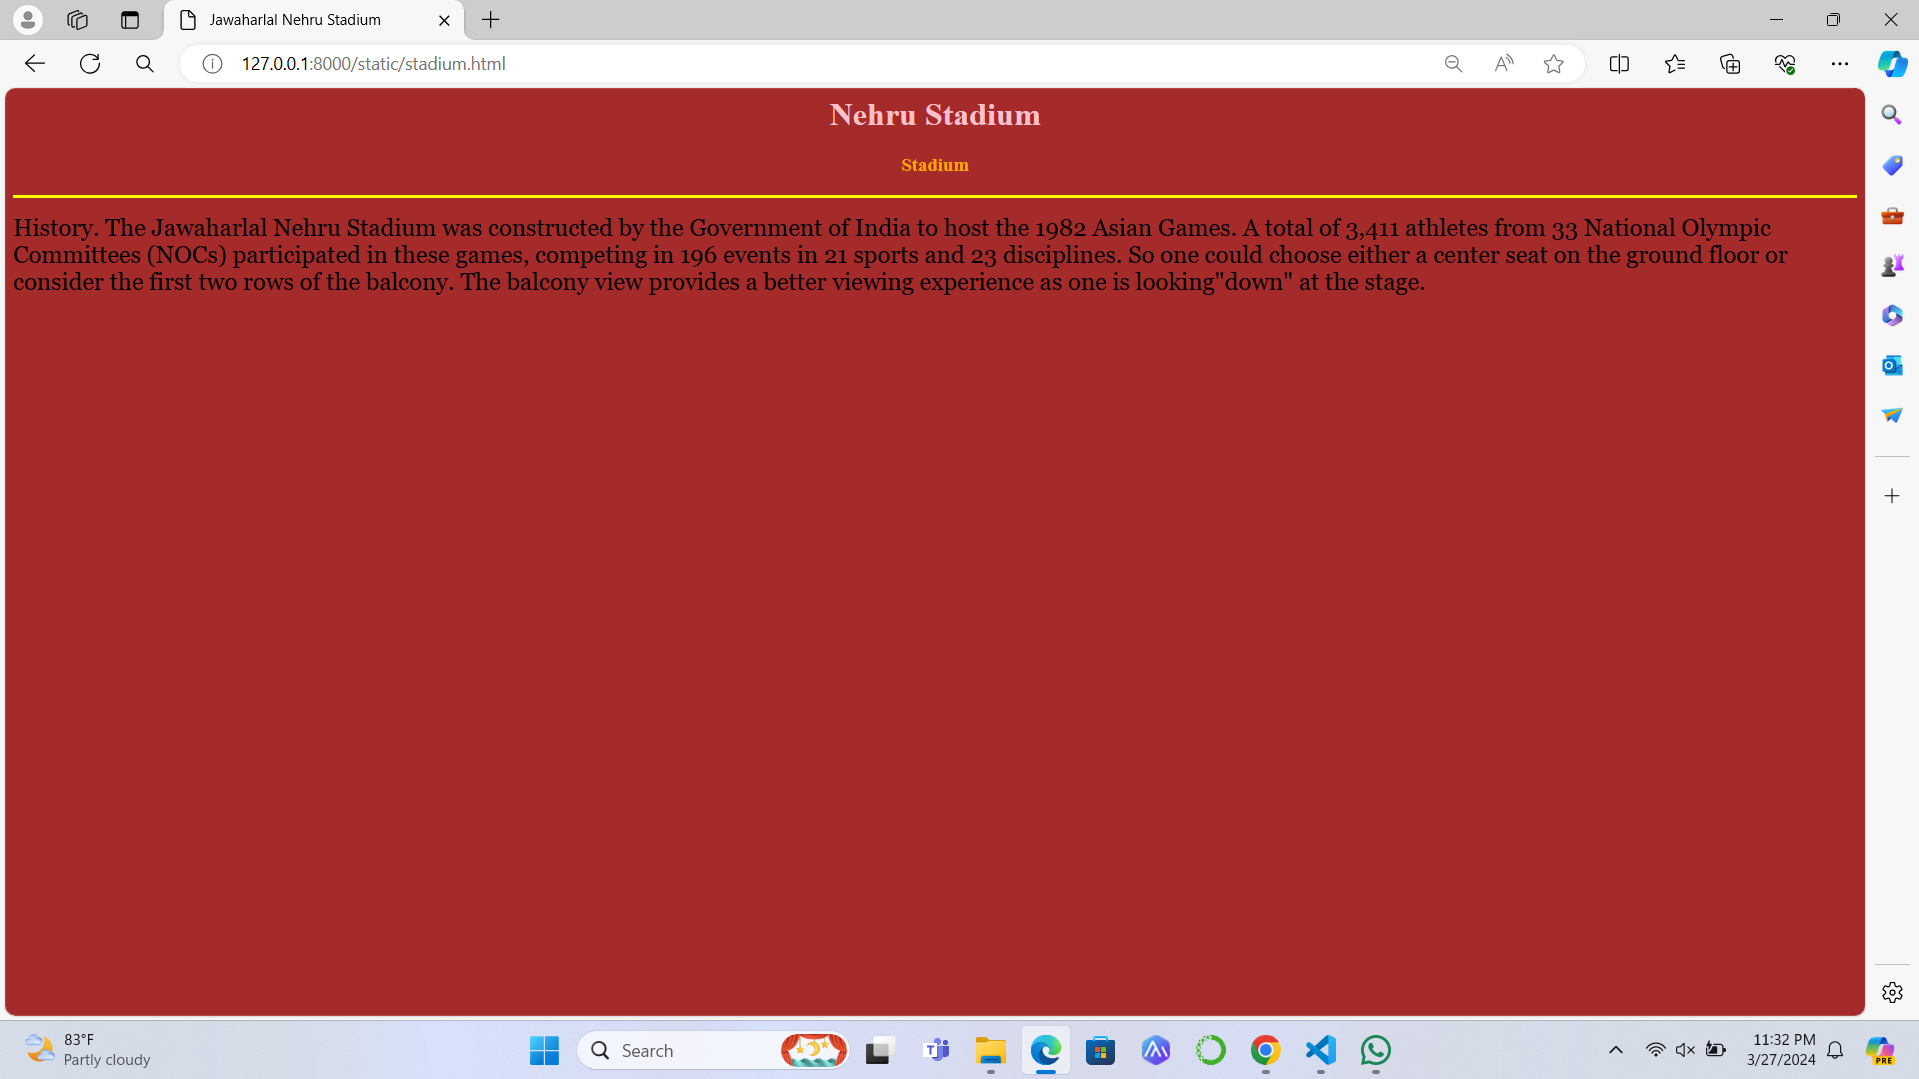 Jawaharlal Nehru Stadium
127.0.0.1:8000/static/stadium.html
Nehru Stadium
Stadium
History. The Jawaharlal Nehru Stadium was constructed by the Government of India to host the 1982 Asian Games. A total of 3,411 athletes from 33 National Olympic
Committees (NOCs) participated in these games, competing in 196 events in 21 sports and 23 disciplines. So one could choose either a center seat on the ground floor or
consider the first two rows of the balcony. The balcony view provides a better viewing experience as one is looking"down" at the stage.
83°F
Partly cloudy
Search
11:32 PM
3/27/2024
PRE